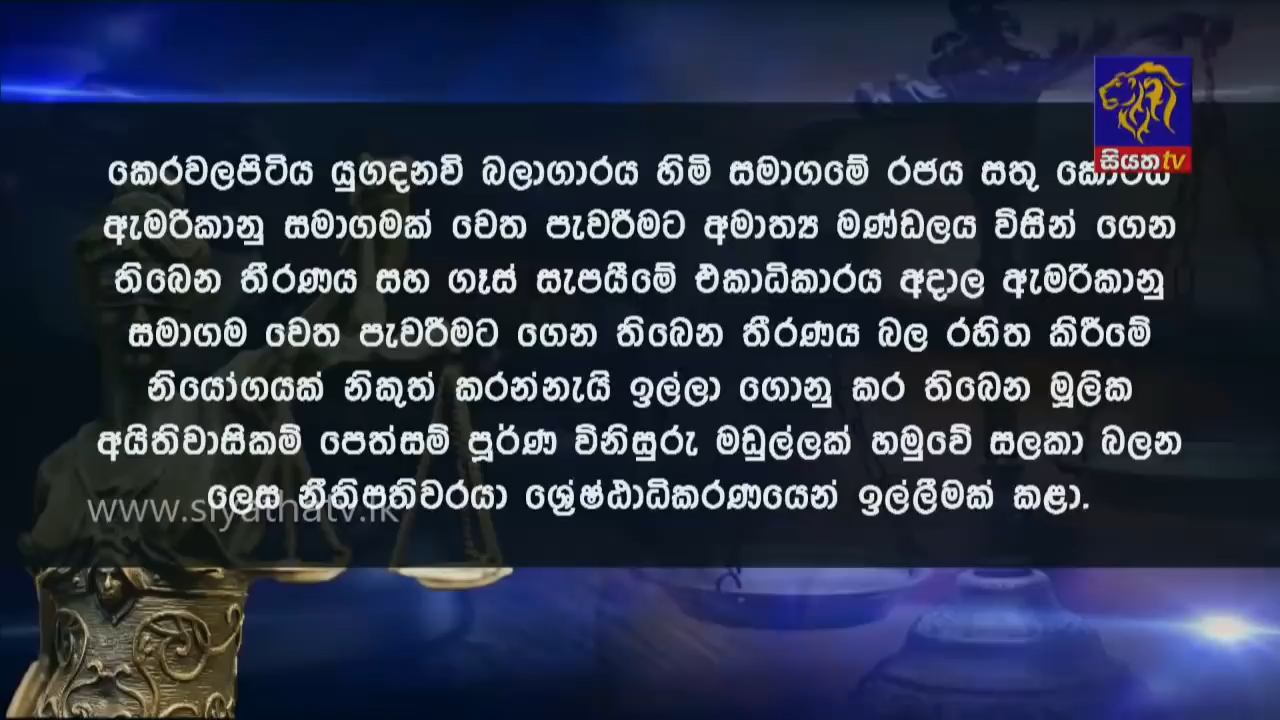 සියත tv
කෙරවලපිටිය යුගදනවි බලාගාරය හිමි සමාගමේ රජය සතු
ඇමරිකානු සමාගමක් වෙත පැවරීමට අමාත්‍ය මණ්ඩලය විසින් ගෙන
තිබෙන තීරණය සහ ගෑස් සැපයීමේ එකාධිකාරය අදාල ඇමරිකානු
සමාගම වෙත පැවරීමට ගෙන තිබෙන තීරණය බල රහිත කිරීමේ
නියෝගයක් නිකුත් කරන්නැයි ඉල්ලා ගොනු කර තිබෙන මූලික
අයිතිවාසිකම් පෙත්සම් පූර්ණ විනිසුරු මඩුල්ලක් හමුවේ සලකා බලන
ලෙස නීතිපතිවරයා ශ්‍රේෂ්ඨාධිකරණයෙන් ඉල්ලීමක් කළා.
www.siyathatv.lk